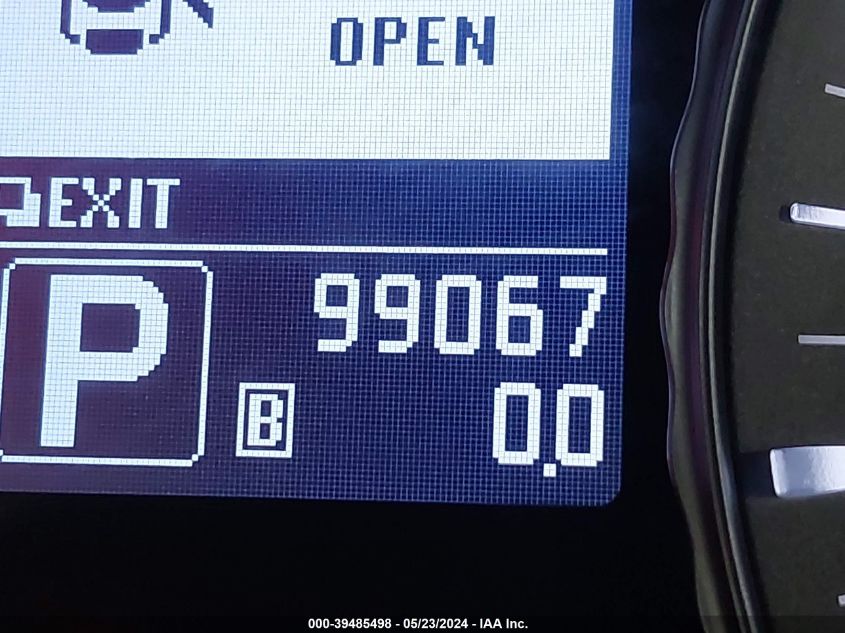 OPEN
EXIT
P 99067
B 0.0
000-39485498 - 05/23/2024 - IAA Inc.